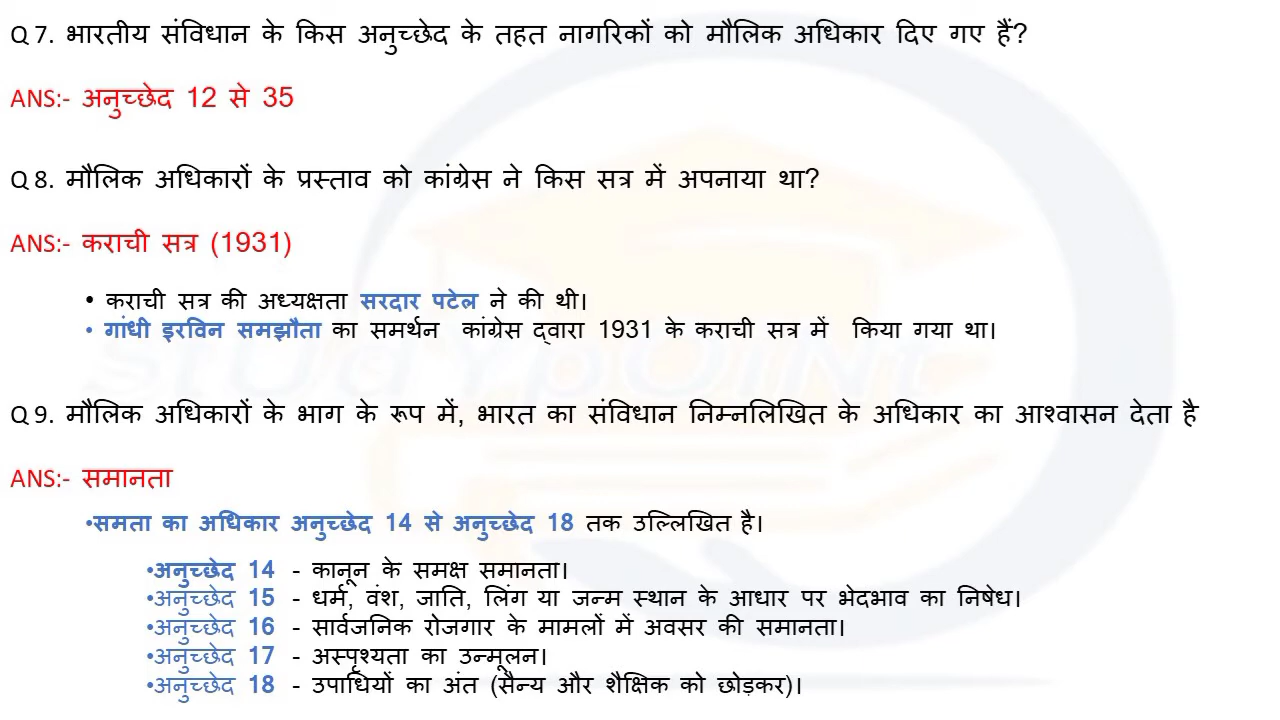 Q 7. भारतीय संविधान के किस अनुच्छेद के तहत नागरिकों को मौलिक अधिकार दिए गए हैं?
ANS:- अनुच्छेद 12 से 35
Q 8. मौलिक अधिकारों के प्रस्ताव को कांग्रेस ने किस सत्र में अपनाया था?
ANS:- कराची सत्र (1931)
• कराची सत्र की अध्यक्षता सरदार पटेल ने की थी।
• गांधी इरविन समझौता का समर्थन कांग्रेस द्वारा 1931 के कराची सत्र में किया गया था।
STUDY POINT
Q 9. मौलिक अधिकारों के भाग के रूप में, भारत का संविधान निम्नलिखित के अधिकार का आश्वासन देता है
ANS:- समानता
•समता का अधिकार अनुच्छेद 14 से अनुच्छेद 18 तक उल्लिखित है।
•अनुच्छेद 14 - कानून के समक्ष समानता।
•अनुच्छेद 15 - धर्म, वंश, जाति, लिंग या जन्म स्थान के आधार पर भेदभाव का निषेध।
•अनुच्छेद 16 - सार्वजनिक रोजगार के मामलों में अवसर की समानता।
•अनुच्छेद 17 - अस्पृश्यता का उन्मूलन।
•अनुच्छेद 18 - उपाधियों का अंत (सैन्य और शैक्षिक को छोड़कर)।